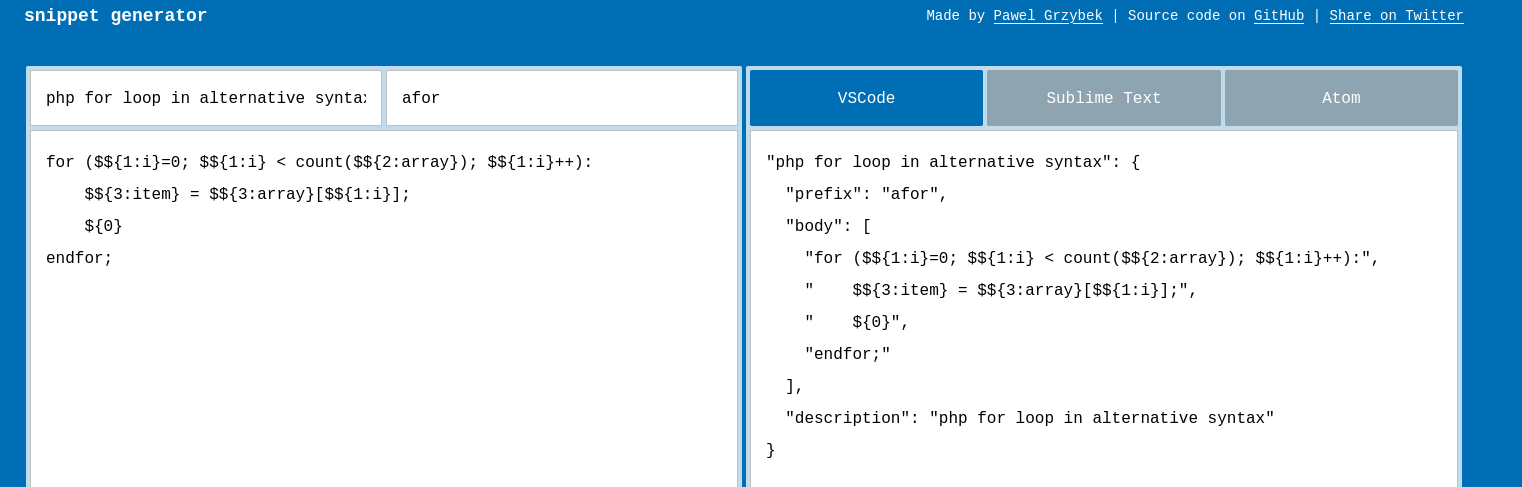 snippet generator
Made by Pawel Grzybek | Source code on GitHub | Share on Twitter
php for loop in alternative syntax
afor
for ($${1:i}=0; $${1:i} < count($${2:array}); $${1:i}++):
    $${3:item} = $${3:array}[$${1:i}];
    ${0}
endfor;
VSCode
Sublime Text
Atom
"php for loop in alternative syntax": {
  "prefix": "afor",
  "body": [
    "for ($${1:i}=0; $${1:i} < count($${2:array}); $${1:i}++):",
    "    $${3:item} = $${3:array}[$${1:i}];",
    "    ${0}",
    "endfor;"
  ],
  "description": "php for loop in alternative syntax"
}